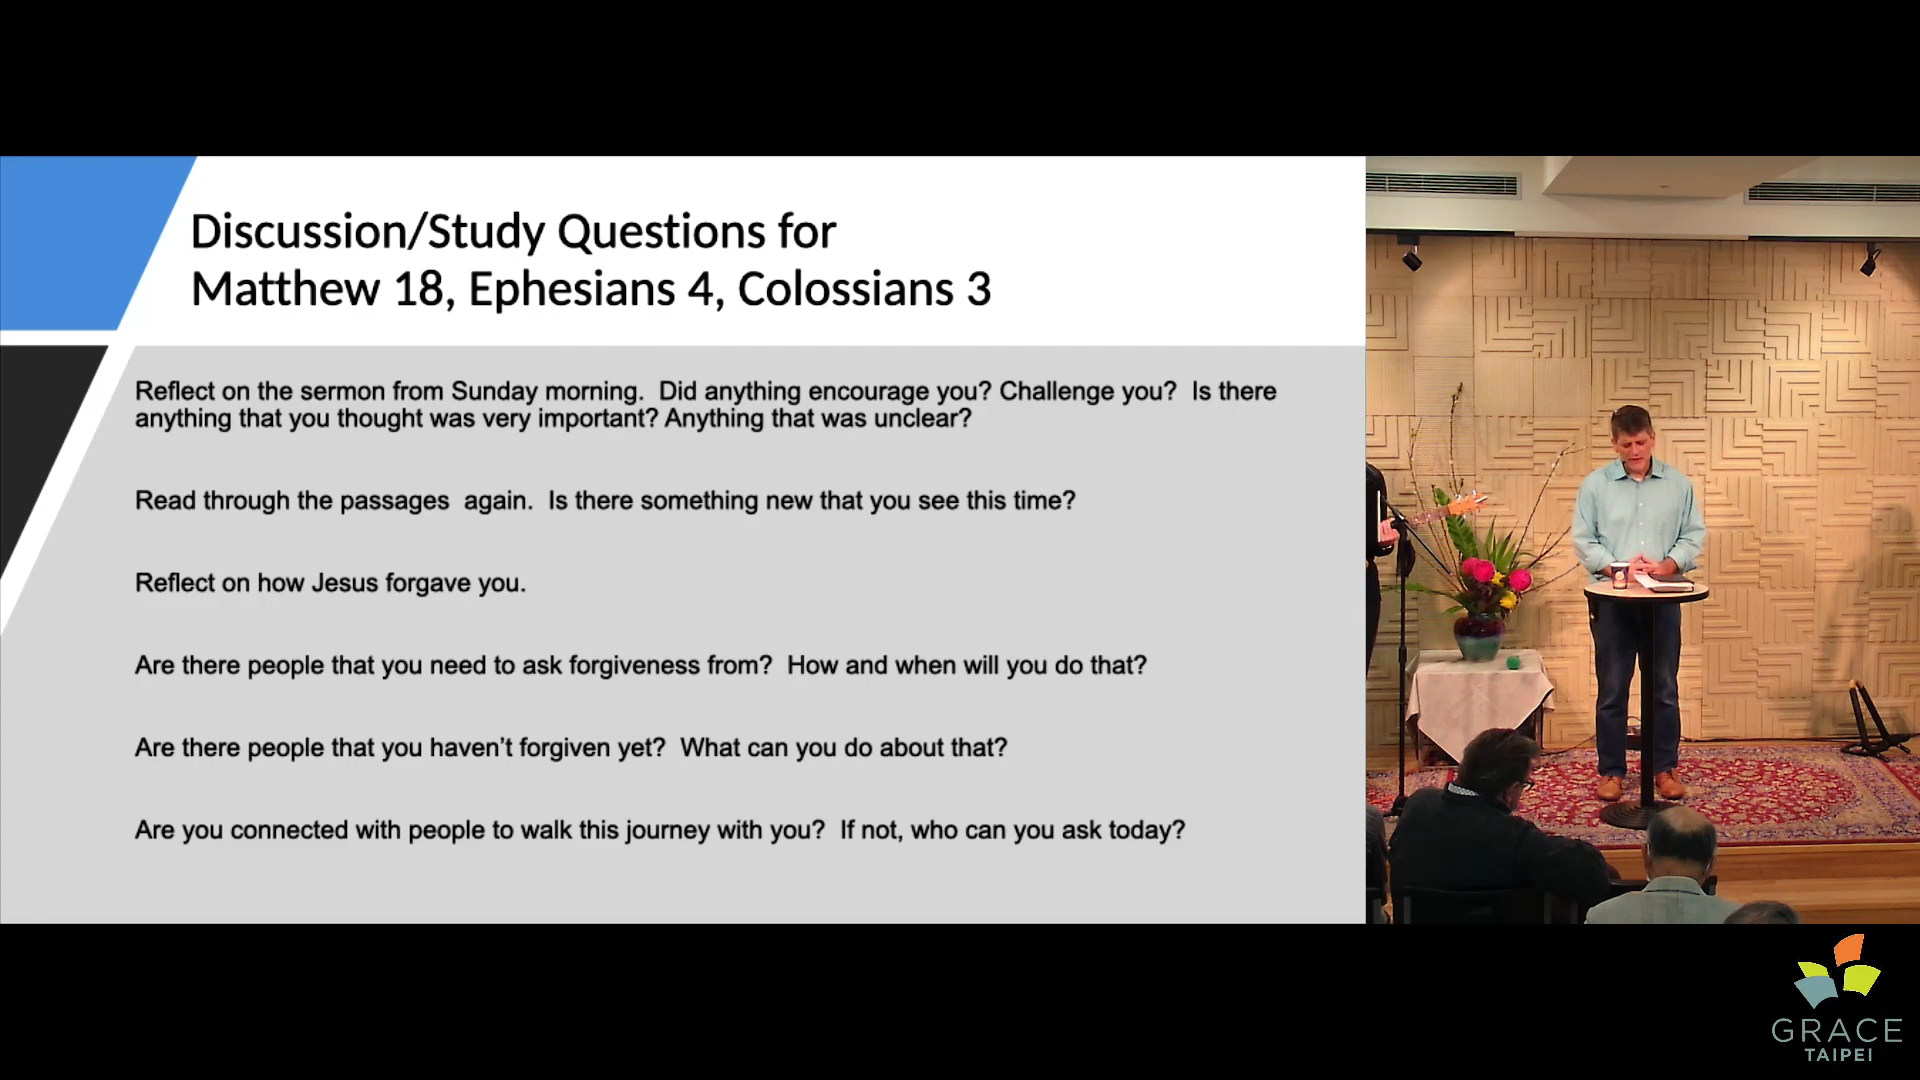 Discussion/Study Questions for
Matthew 18, Ephesians 4, Colossians 3
Reflect on the sermon from Sunday morning.  Did anything encourage you? Challenge you?  Is there
anything that you thought was very important? Anything that was unclear?
Read through the passages  again.  Is there something new that you see this time?
Reflect on how Jesus forgave you.
Are there people that you need to ask forgiveness from?  How and when will you do that?
Are there people that you haven’t forgiven yet?  What can you do about that?
Are you connected with people to walk this journey with you?  If not, who can you ask today?
GRACE
TAIPEI